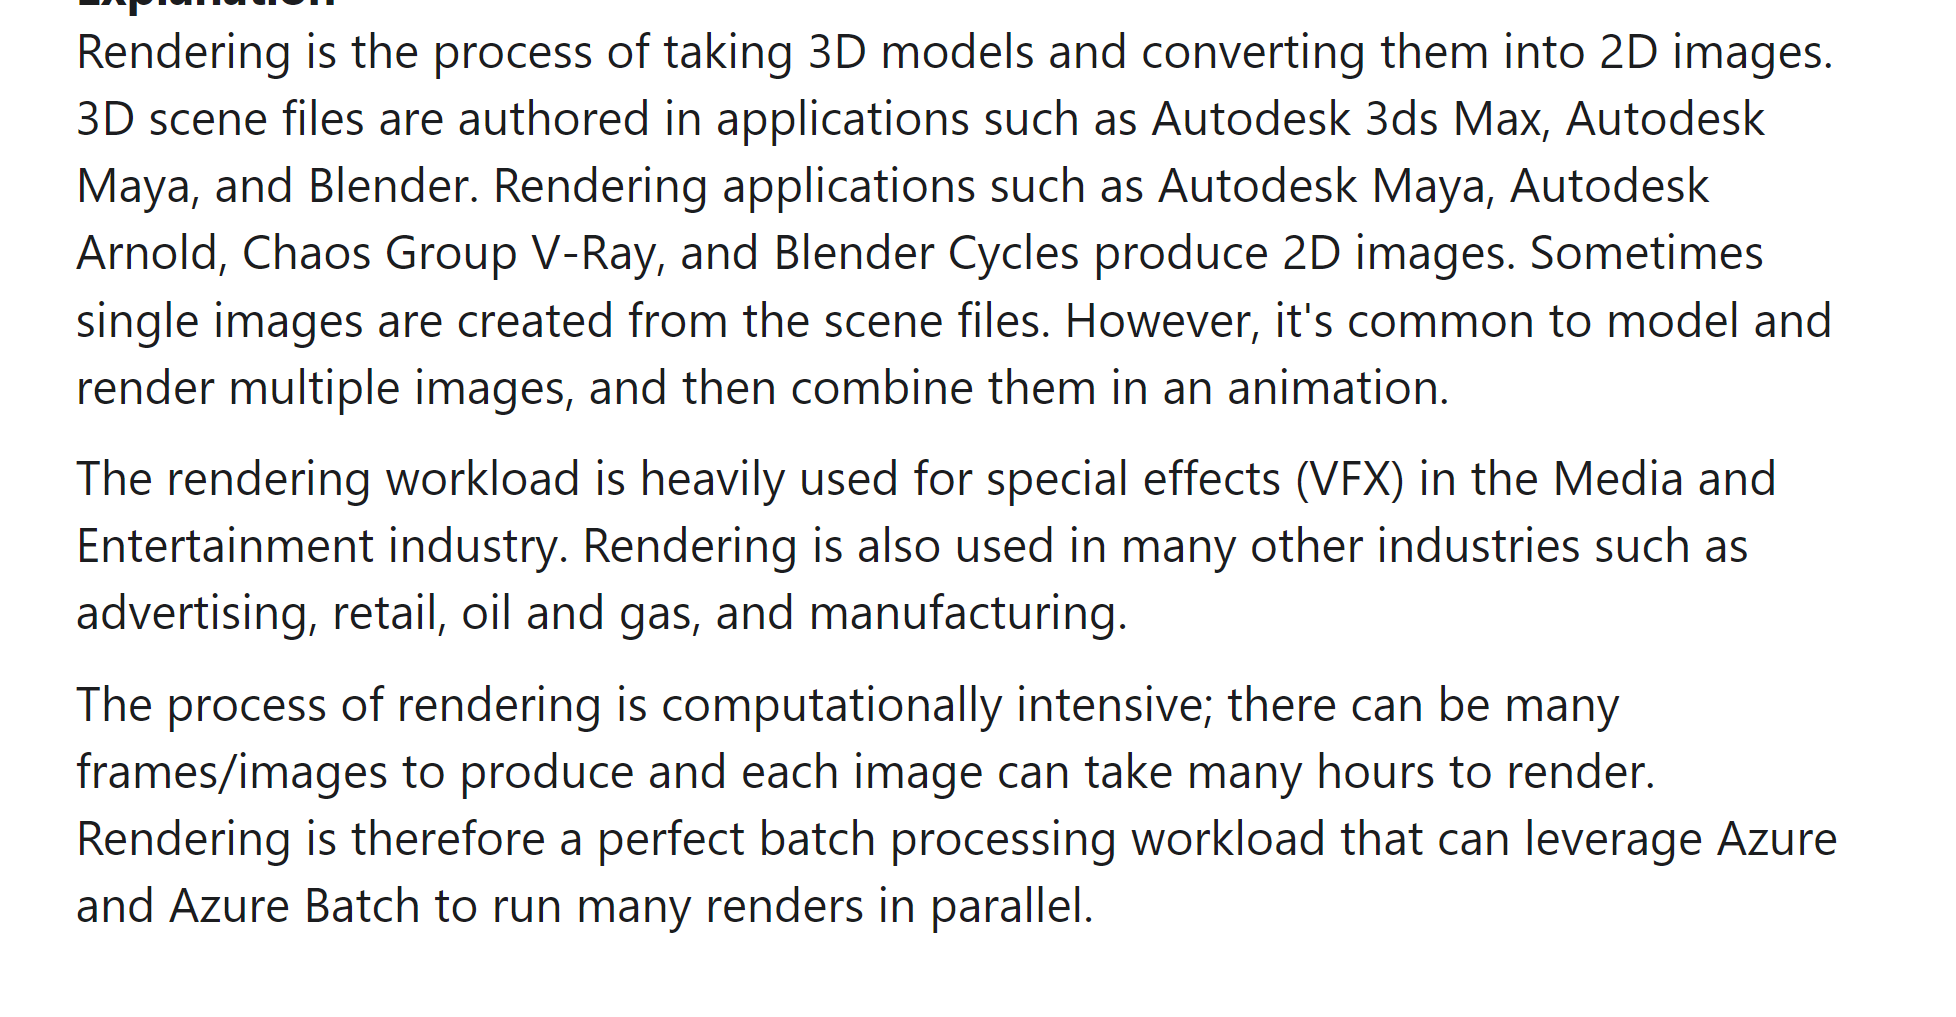 Explanation
Rendering is the process of taking 3D models and converting them into 2D images.
3D scene files are authored in applications such as Autodesk 3ds Max, Autodesk
Maya, and Blender. Rendering applications such as Autodesk Maya, Autodesk
Arnold, Chaos Group V-Ray, and Blender Cycles produce 2D images. Sometimes
single images are created from the scene files. However, it's common to model and
render multiple images, and then combine them in an animation.
The rendering workload is heavily used for special effects (VFX) in the Media and
Entertainment industry. Rendering is also used in many other industries such as
advertising, retail, oil and gas, and manufacturing.
The process of rendering is computationally intensive; there can be many
frames/images to produce and each image can take many hours to render.
Rendering is therefore a perfect batch processing workload that can leverage Azure
and Azure Batch to run many renders in parallel.